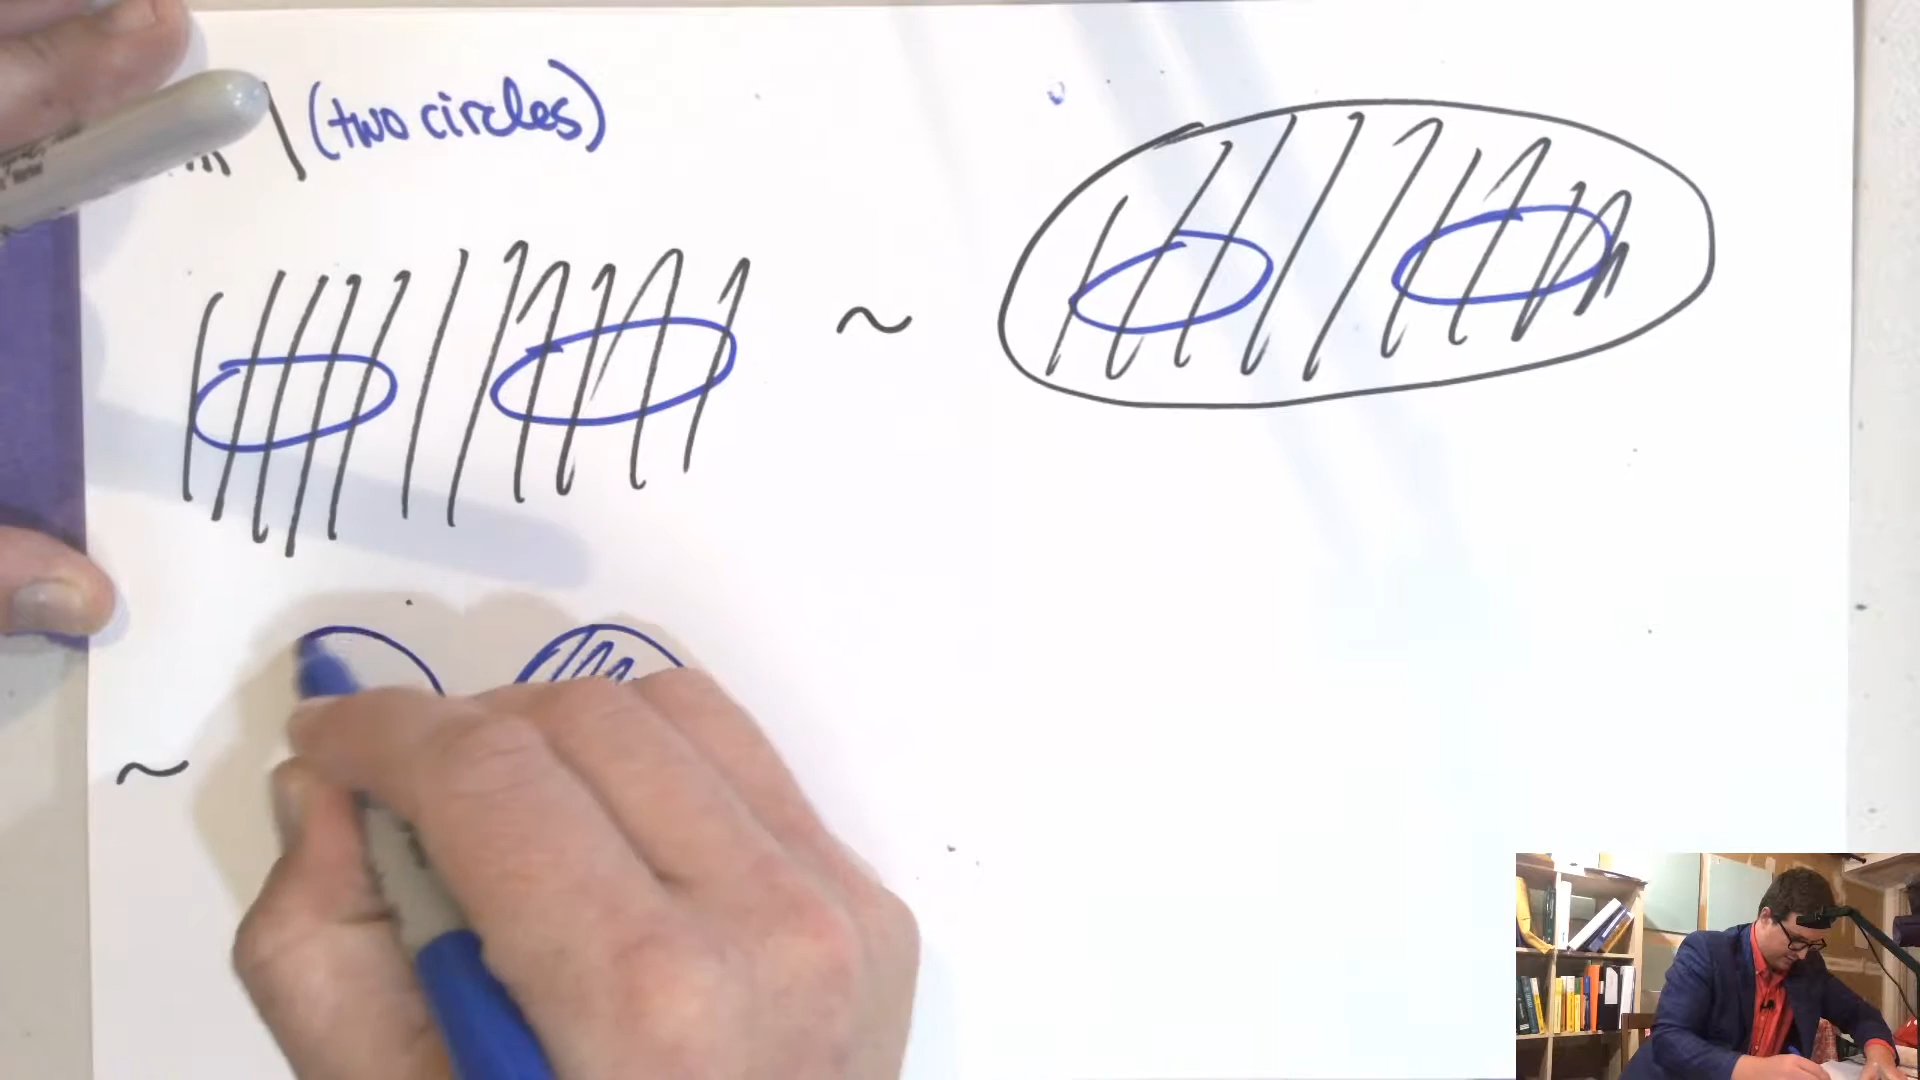 \ (two circles)
~
~